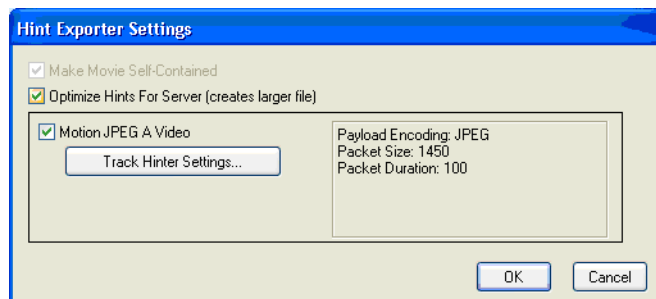 Hint Exporter Settings
Make Movie Self-Contained
Optimize Hints For Server (creates larger file)
Motion JPEG A Video
Track Hinter Settings...
Payload Encoding: JPEG
Packet Size: 1450
Packet Duration: 100
OK
Cancel